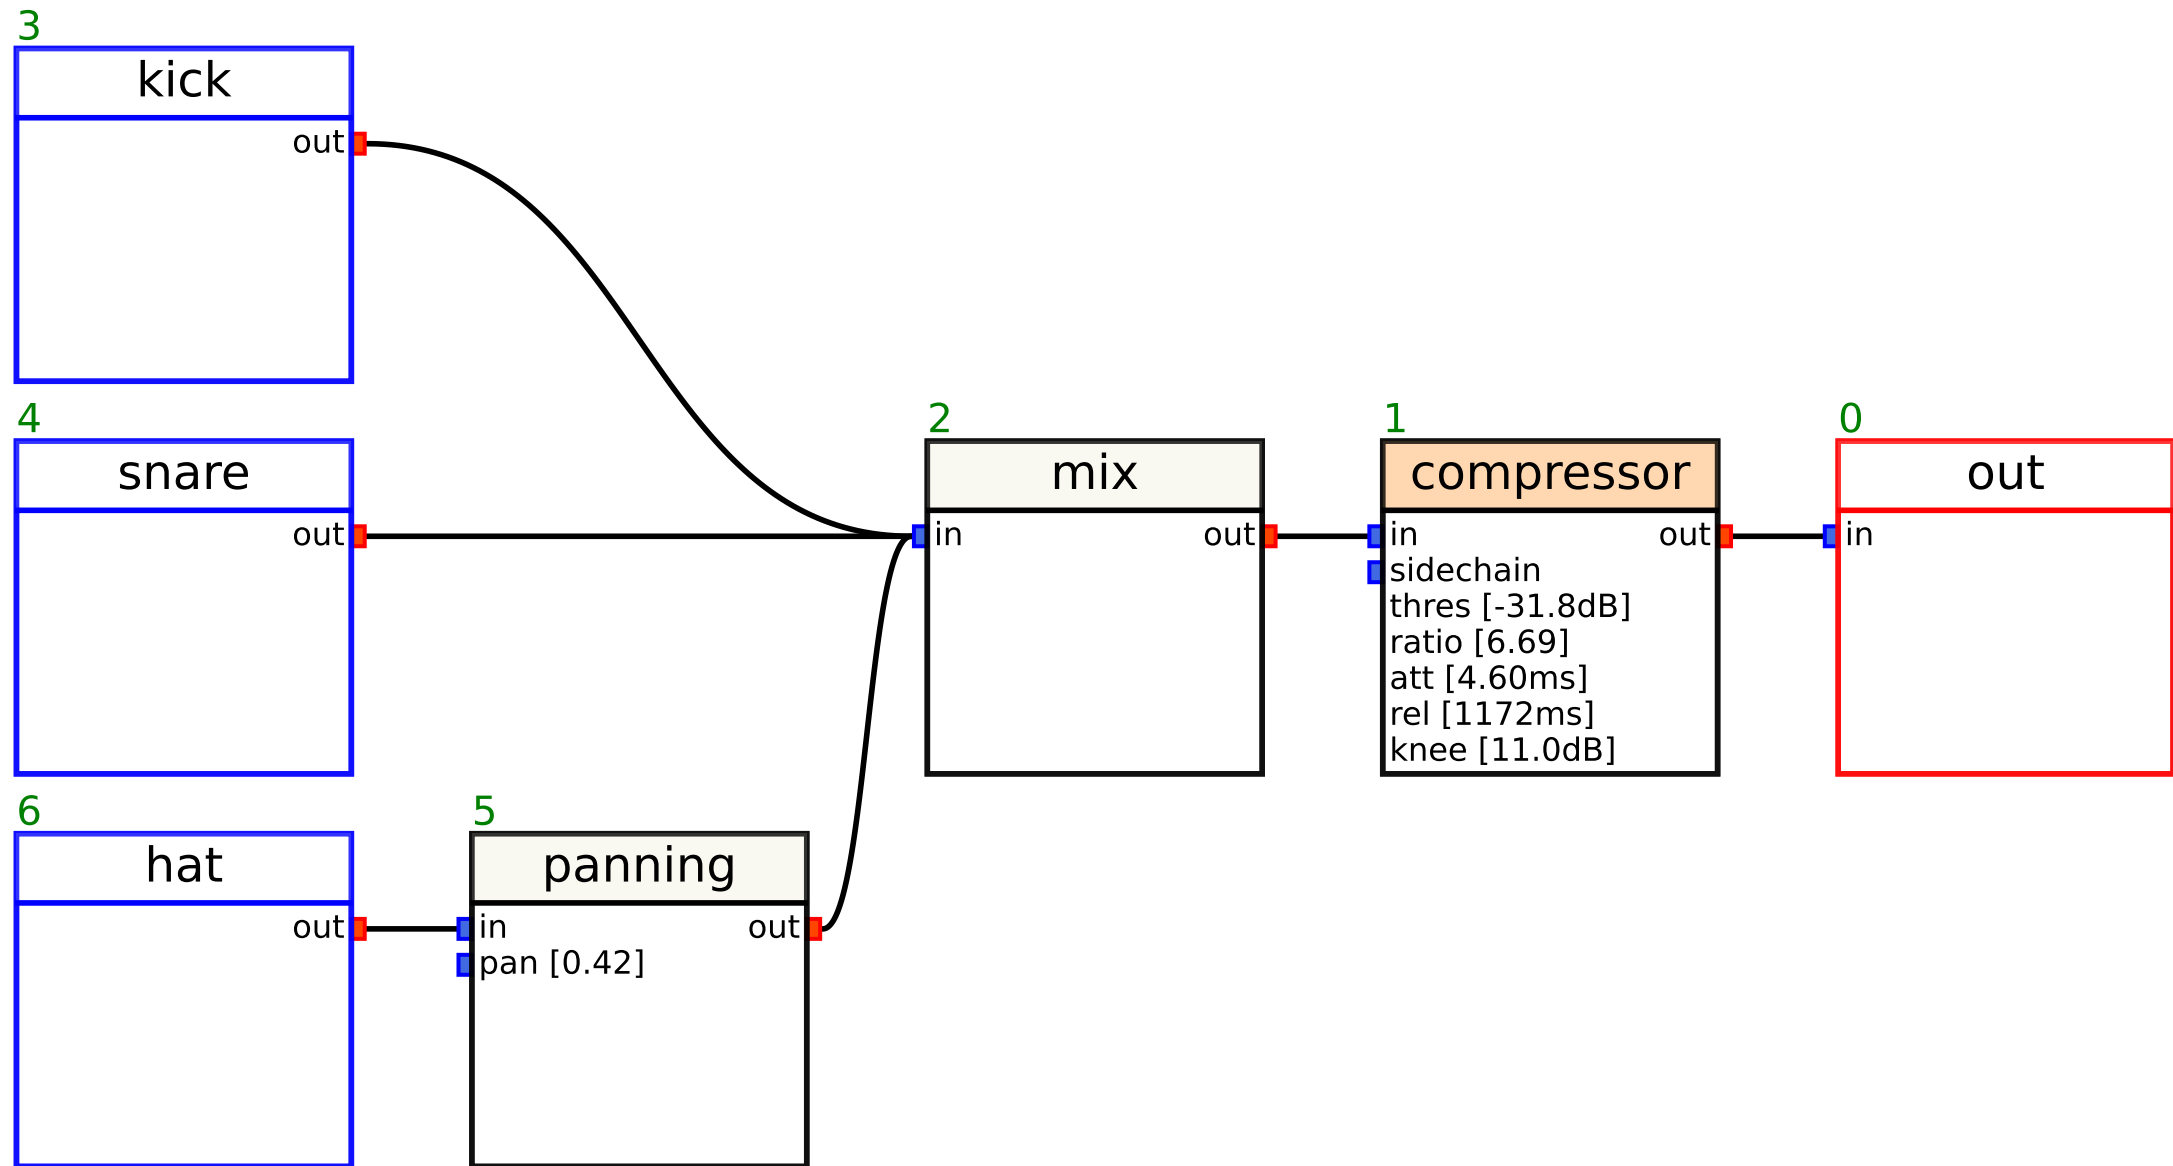 3
kick
out
4
snare
out
6
hat
out
5
panning
in
out
pan [0.42]
2
mix
in
out
1
compressor
in
out
sidechain
thres [-31.8dB]
ratio [6.69]
att [4.60ms]
rel [1172ms]
knee [11.0dB]
0
out
in